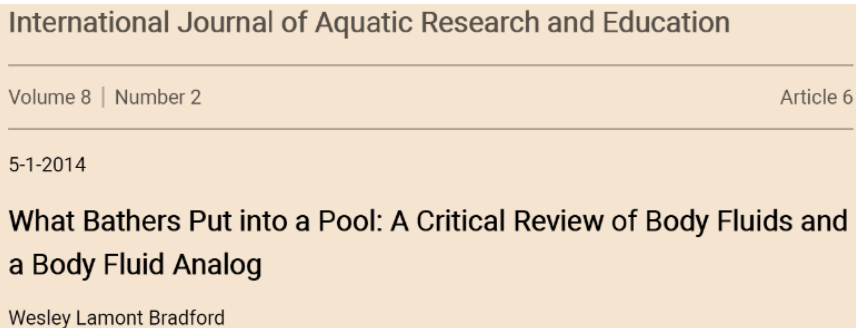 International Journal of Aquatic Research and Education
Volume 8 | Number 2 Article 6
5-1-2014
What Bathers Put into a Pool: A Critical Review of Body Fluids and
a Body Fluid Analog
Wesley Lamont Bradford